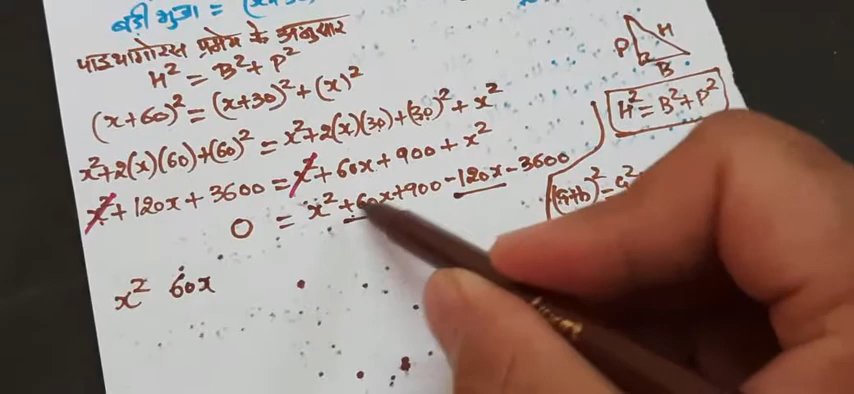 बड़ी भुजा = (x+
पाइथागोरस प्रमेय के अनुसार
H² = B² + P²
(x+60)² = (x+30)² + (x)²
x²+2(x)(60)+(60)² = x²+2(x)(30)+(30)² + x²
x² + 120x + 3600 = x² + 60x + 900 + x²
0 = x² + 60x + 900 - 120x - 3600
x² 60x
P H
B
H² = B² + P²
(a+b)² = a²